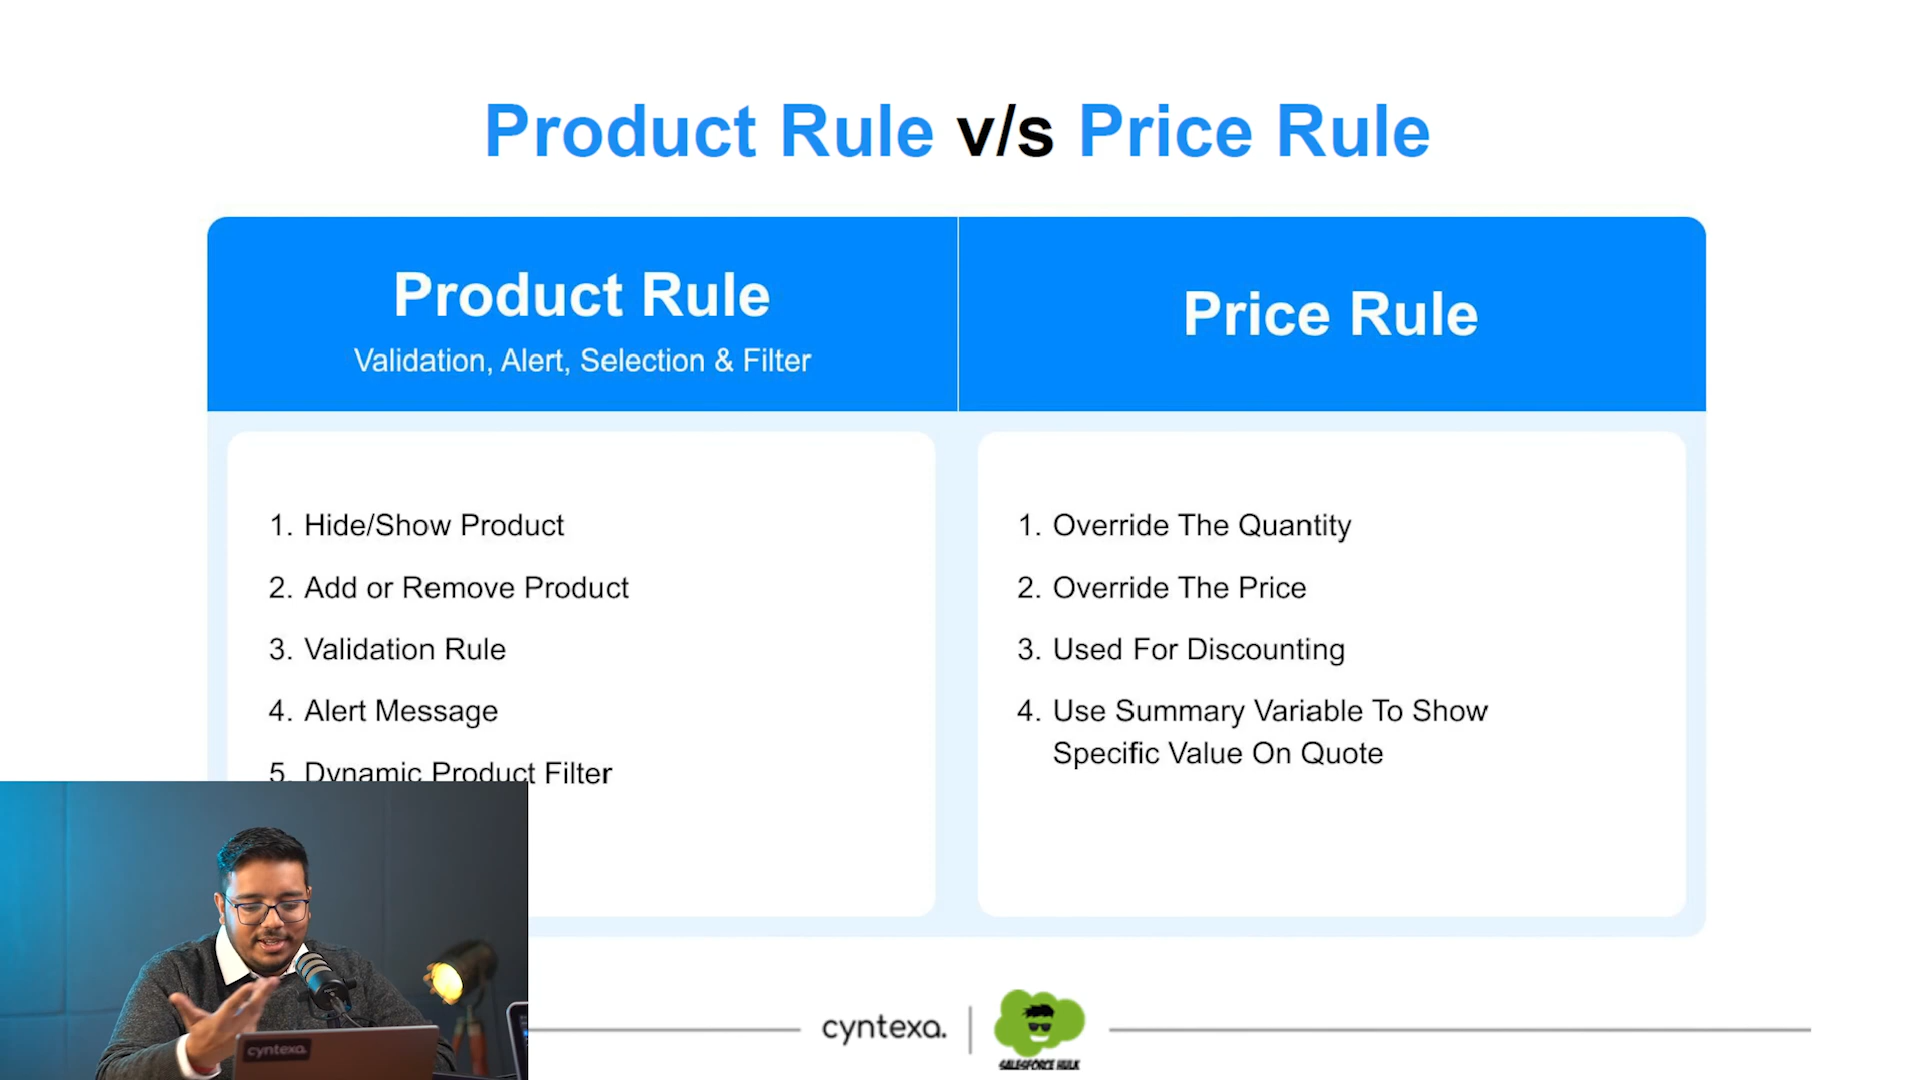 Product Rule v/s Price Rule
Product Rule
Validation, Alert, Selection & Filter
Price Rule
1. Hide/Show Product
2. Add or Remove Product
3. Validation Rule
4. Alert Message
5. Dynamic Product Filter
1. Override The Quantity
2. Override The Price
3. Used For Discounting
4. Use Summary Variable To Show
Specific Value On Quote
cyntexa.
cyntexa.
SALESFORCE HULK